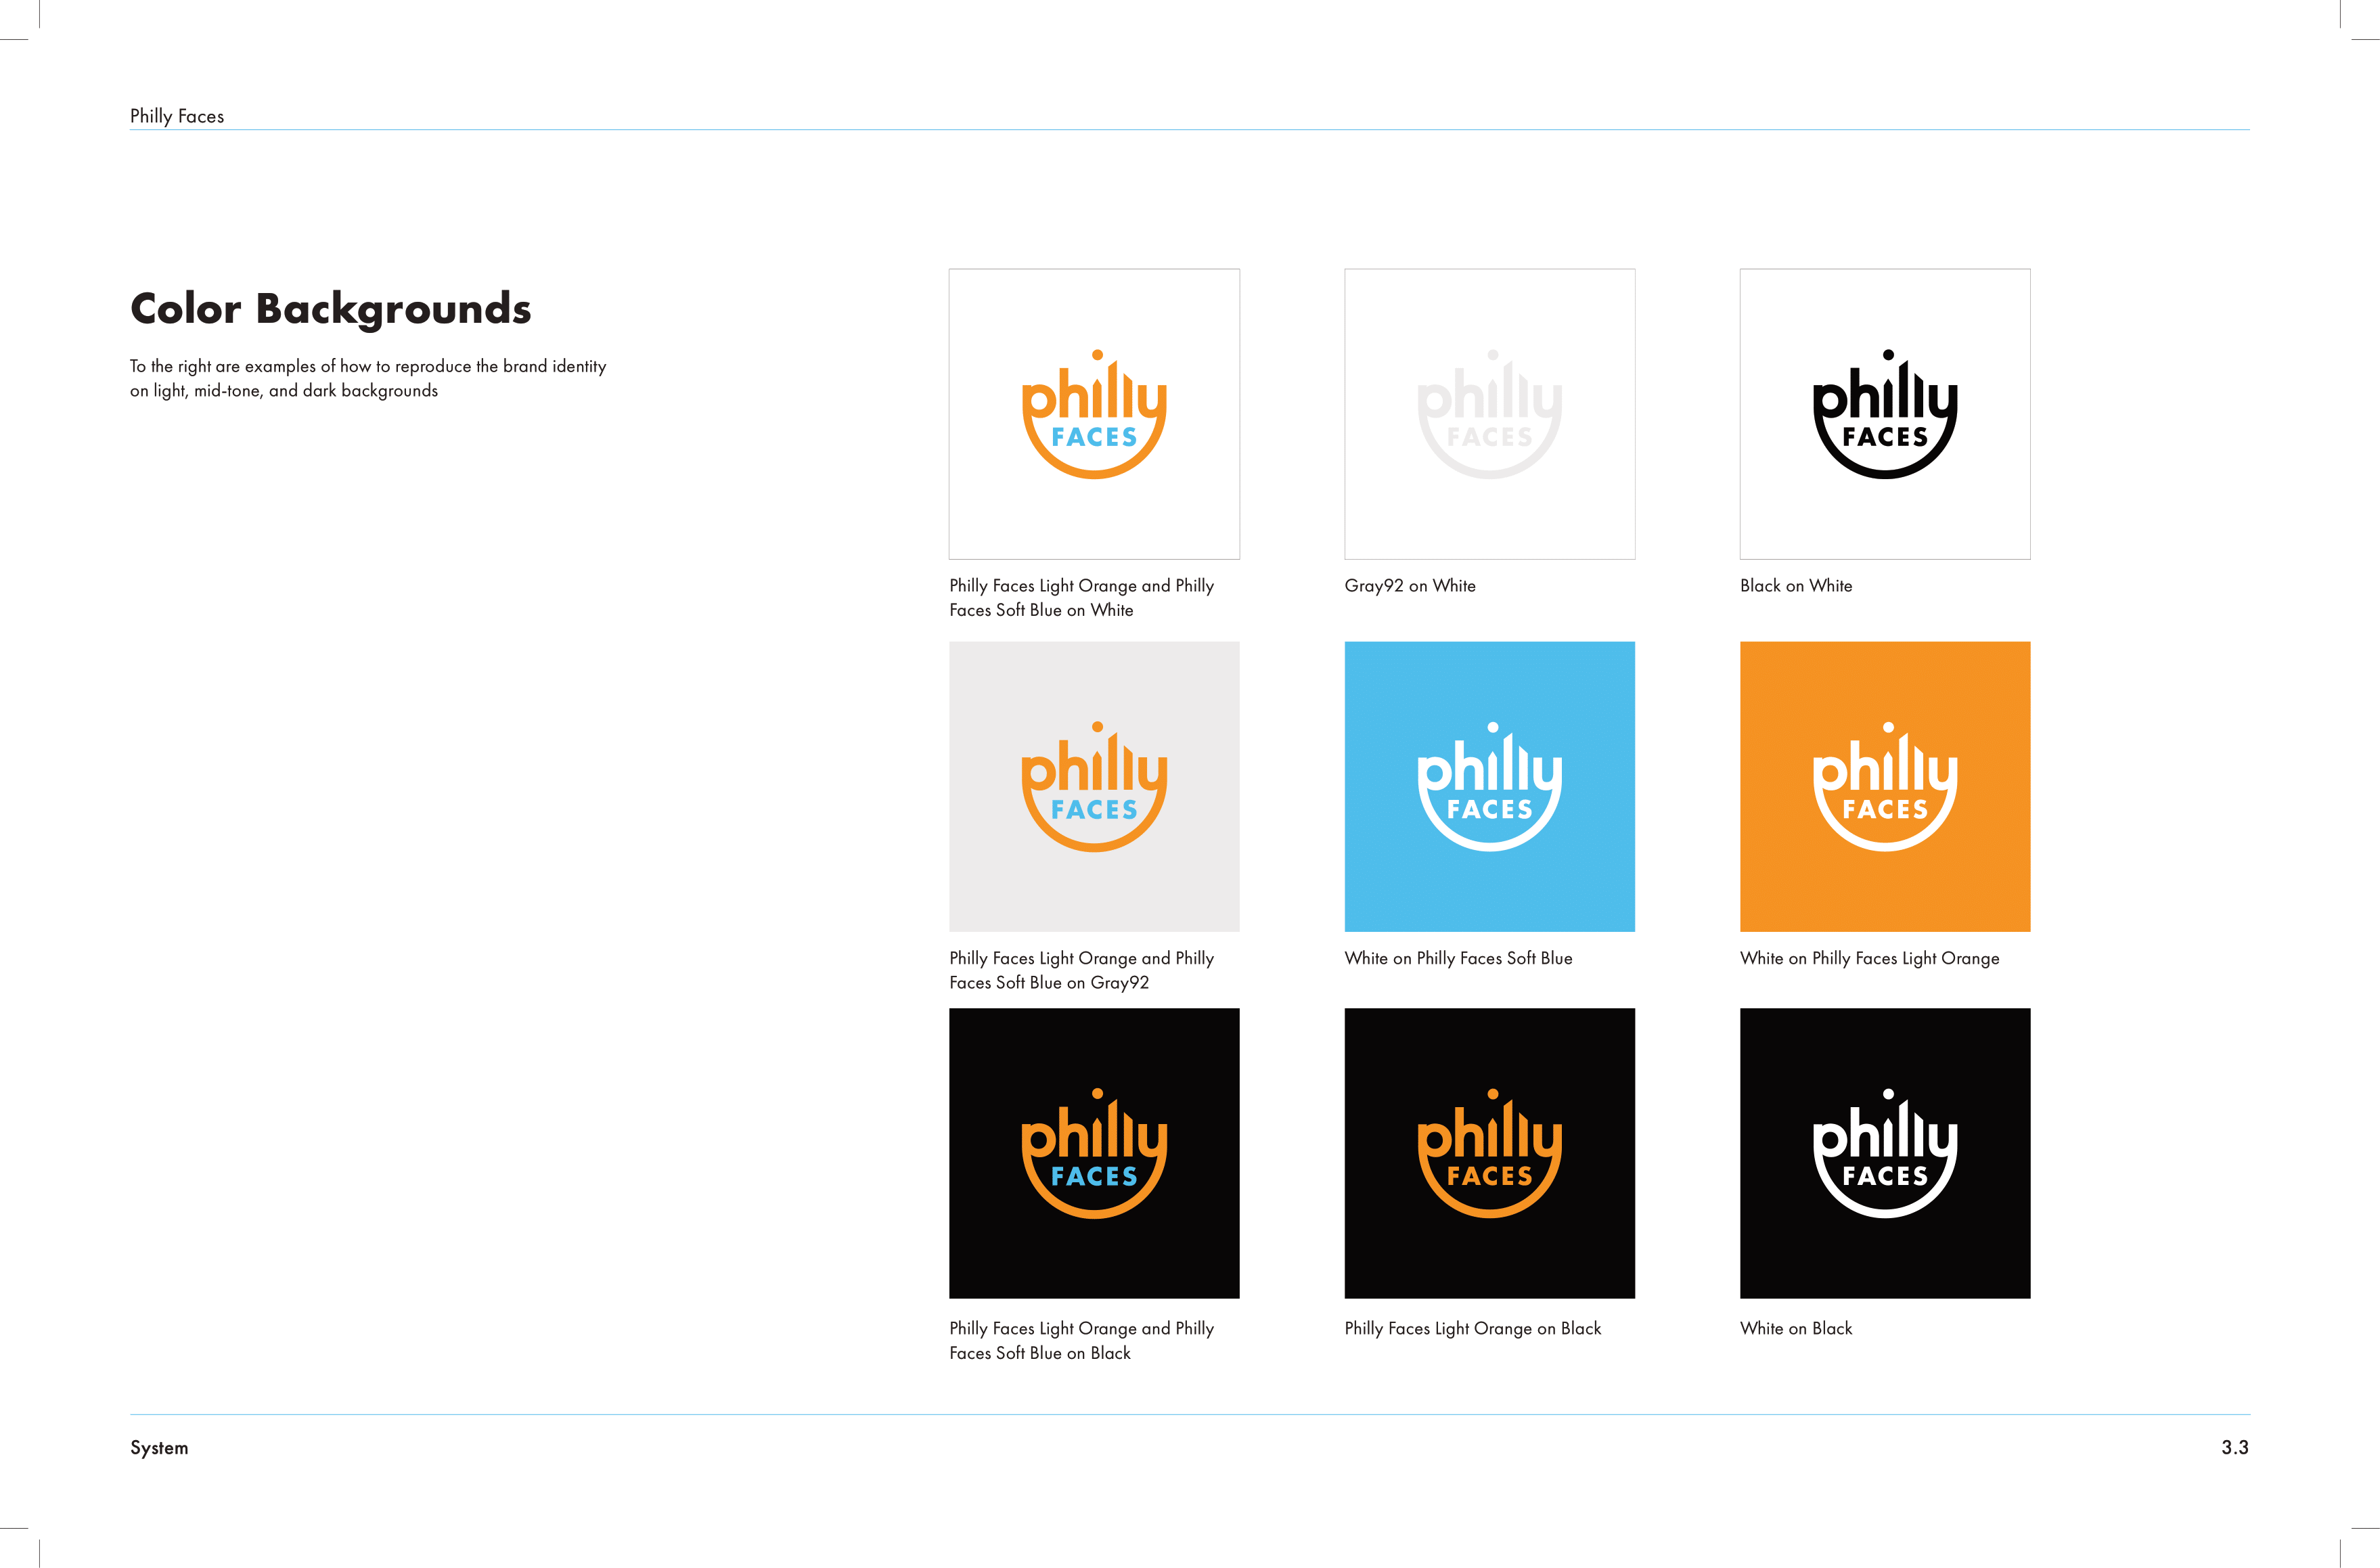 Philly Faces
Color Backgrounds
To the right are examples of how to reproduce the brand identity
on light, mid-tone, and dark backgrounds
philly
FACES
philly
FACES
philly
FACES
Philly Faces Light Orange and Philly
Faces Soft Blue on White
Gray92 on White
Black on White
philly
FACES
philly
FACES
philly
FACES
Philly Faces Light Orange and Philly
Faces Soft Blue on Gray92
White on Philly Faces Soft Blue
White on Philly Faces Light Orange
philly
FACES
philly
FACES
philly
FACES
Philly Faces Light Orange and Philly
Faces Soft Blue on Black
Philly Faces Light Orange on Black
White on Black
System
3.3